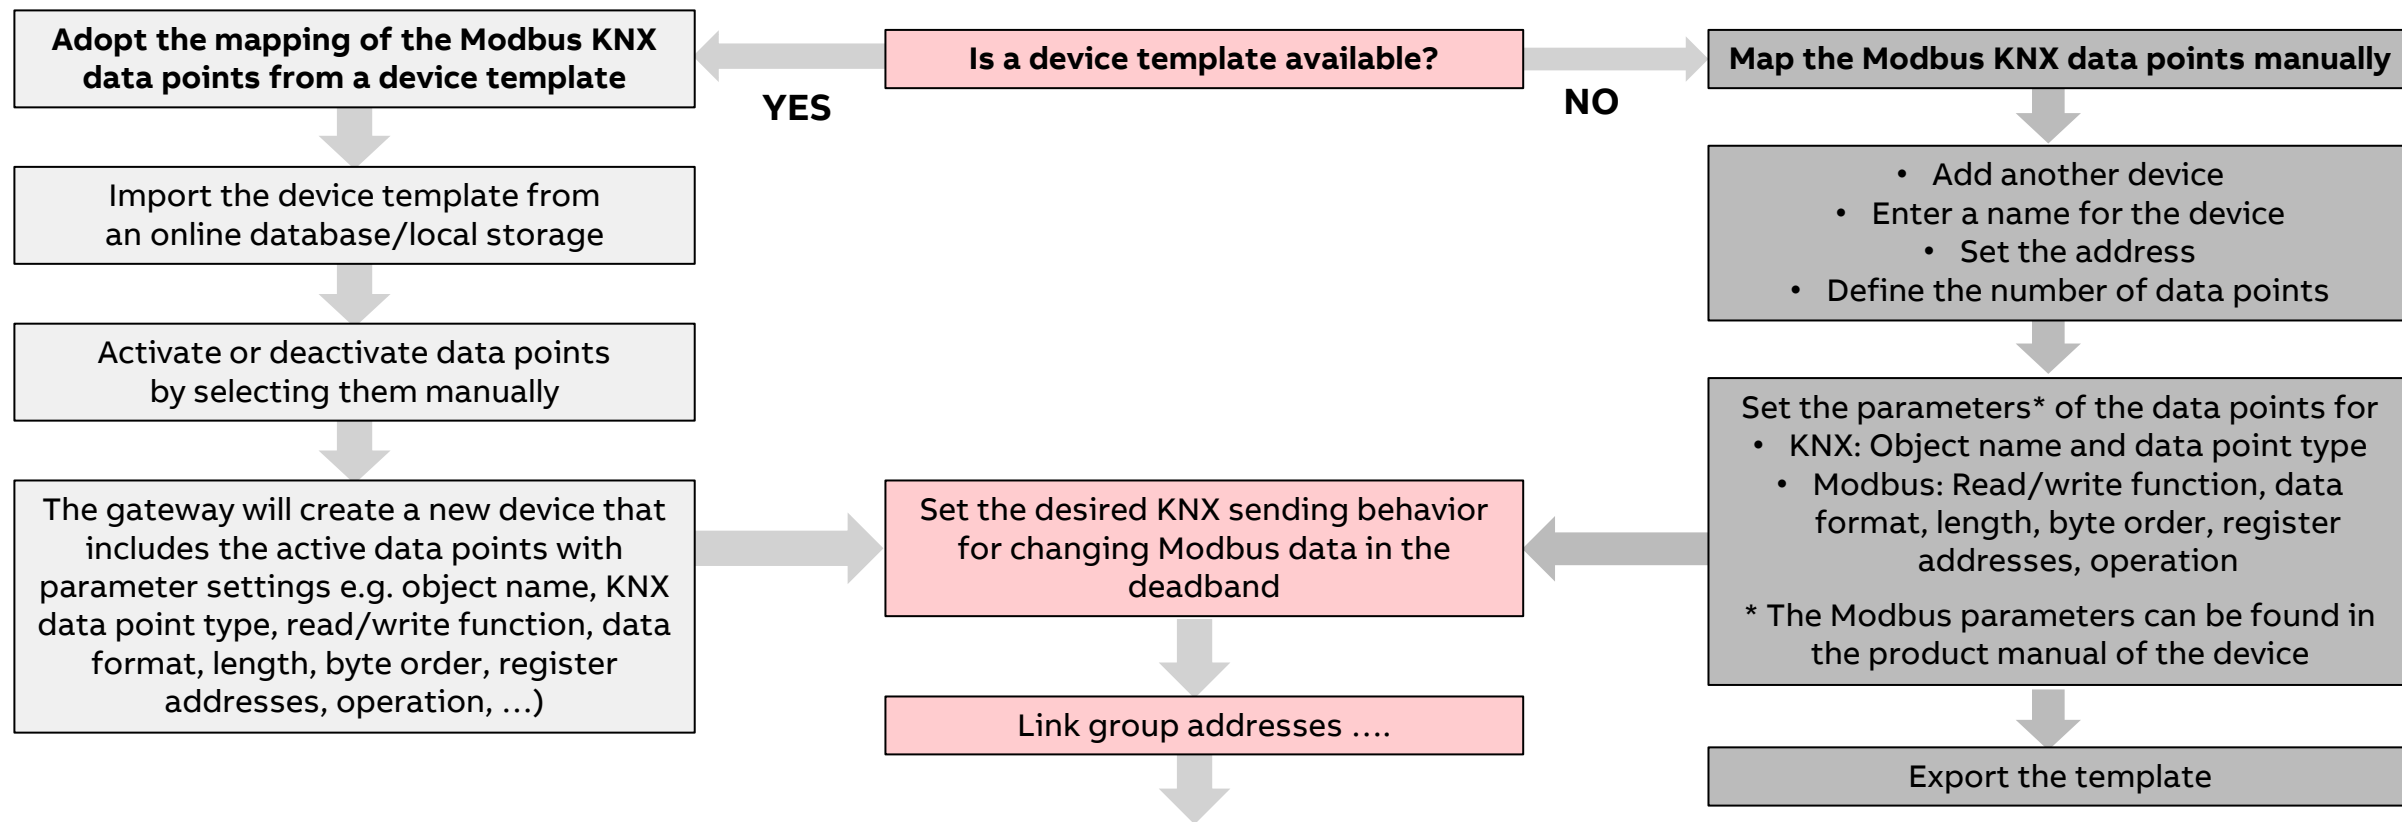 Adopt the mapping of the Modbus KNX
data points from a device template
YES
Is a device template available?
NO
Map the Modbus KNX data points manually
Import the device template from
an online database/local storage
Activate or deactivate data points
by selecting them manually
The gateway will create a new device that
includes the active data points with
parameter settings e.g. object name, KNX
data point type, read/write function, data
format, length, byte order, register
addresses, operation, …)
• Add another device
• Enter a name for the device
• Set the address
• Define the number of data points
Set the parameters* of the data points for
• KNX: Object name and data point type
• Modbus: Read/write function, data
format, length, byte order, register
addresses, operation
* The Modbus parameters can be found in
the product manual of the device
Export the template
Set the desired KNX sending behavior
for changing Modbus data in the
deadband
Link group addresses ….